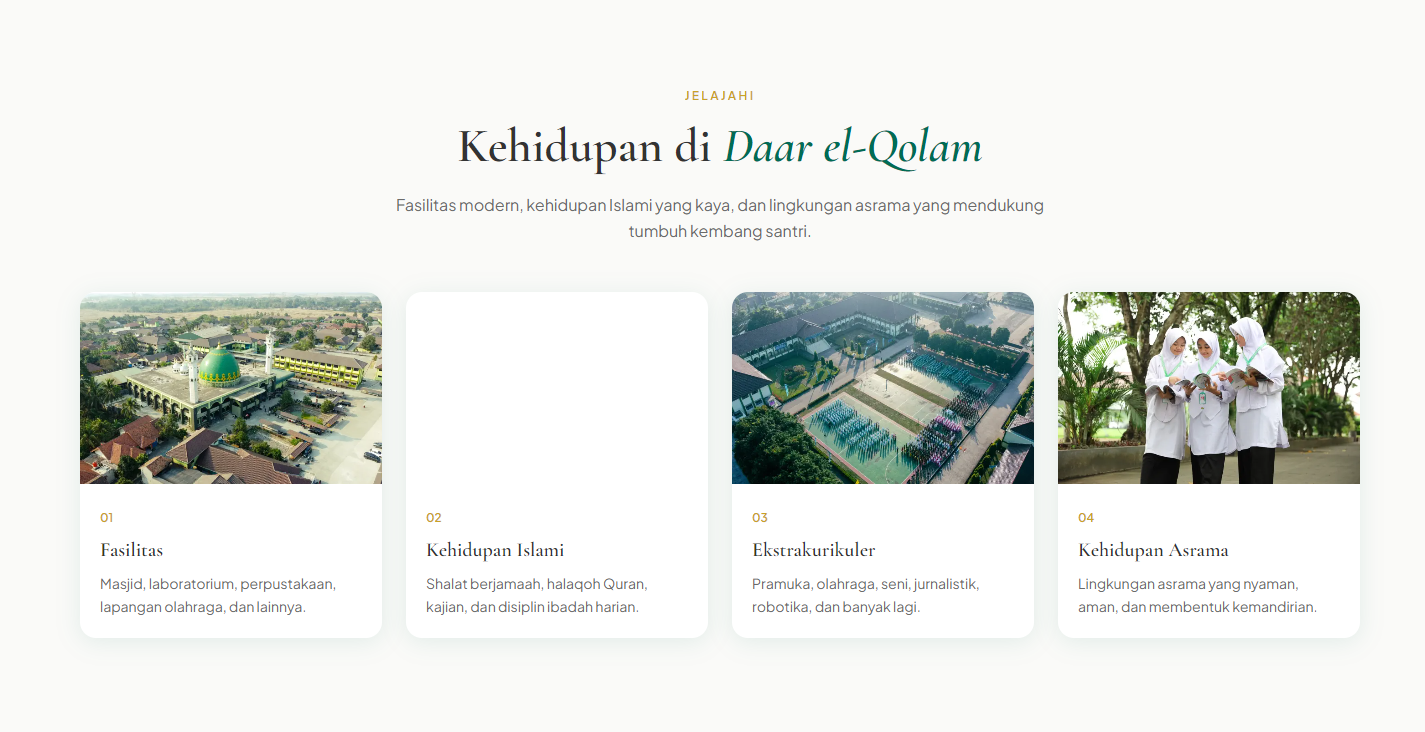 JELAJAHI
Kehidupan di Daar el-Qolam
Fasilitas modern, kehidupan Islami yang kaya, dan lingkungan asrama yang mendukung
tumbuh kembang santri.
01
Fasilitas
Masjid, laboratorium, perpustakaan,
lapangan olahraga, dan lainnya.
02
Kehidupan Islami
Shalat berjamaah, halaqoh Quran,
kajian, dan disiplin ibadah harian.
03
Ekstrakurikuler
Pramuka, olahraga, seni, jurnalistik,
robotika, dan banyak lagi.
04
Kehidupan Asrama
Lingkungan asrama yang nyaman,
aman, dan membentuk kemandirian.